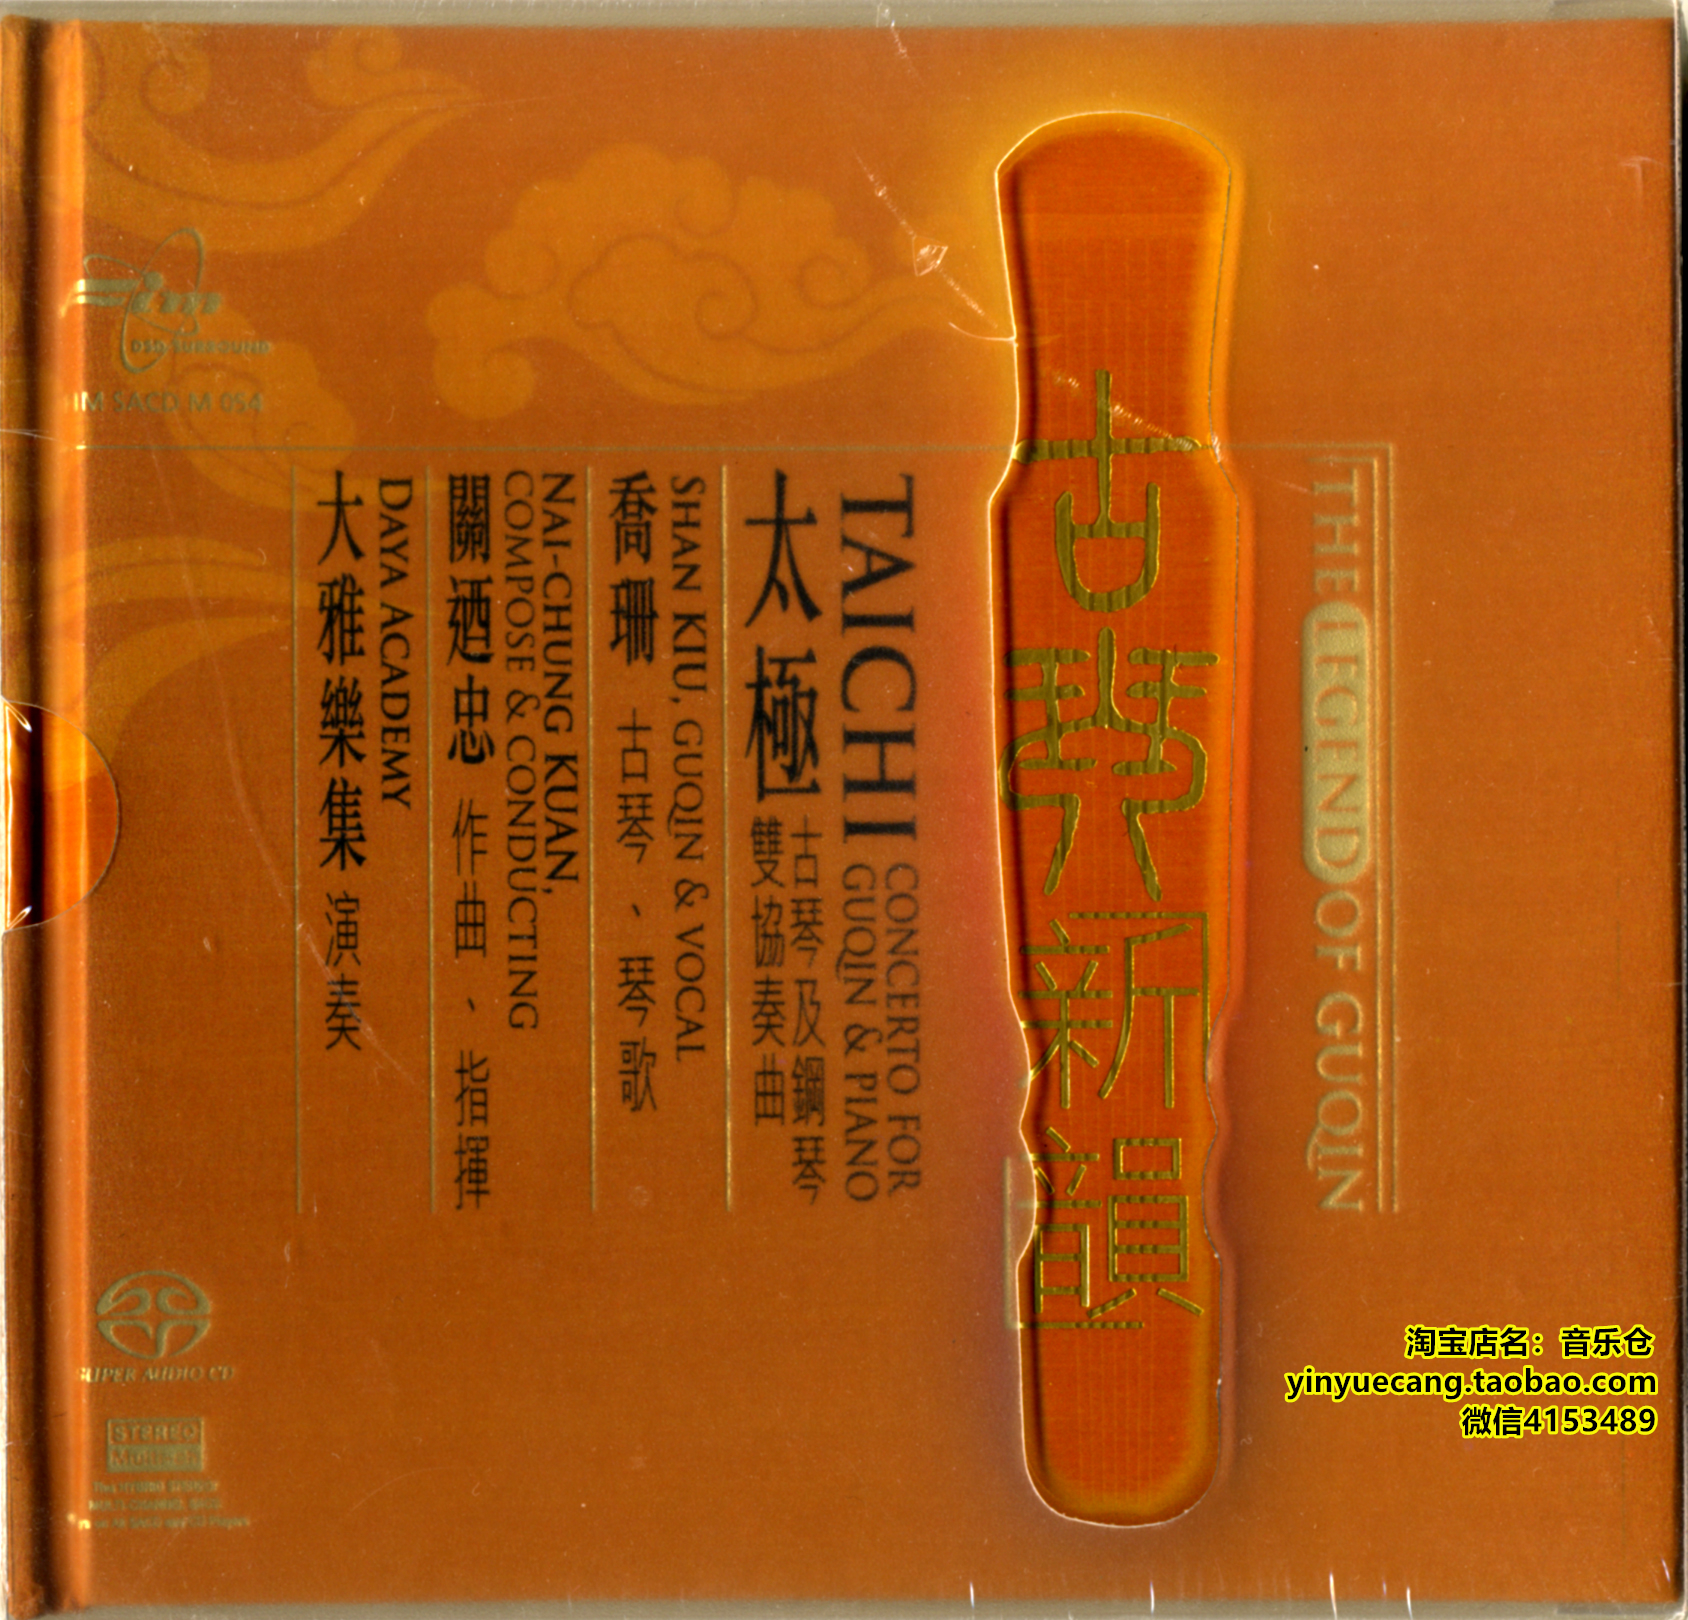 THE LEGEND OF GUQIN
古琴新韻
TAICHI
CONCERTO FOR
GUQIN & PIANO
太極
古琴及鋼琴
雙協奏曲
SHAN KIU, GUQIN & VOCAL
喬珊 古琴、琴歌
NAI-CHUNG KUAN,
COMPOSE & CONDUCTING
關迺忠 作曲、指揮
DAYA ACADEMY
大雅樂集 演奏
DSD SURROUND
IM SACD M 054
SUPER AUDIO CD
STEREO
淘宝店名：音乐仓
yinyuecang.taobao.com
微信4153489